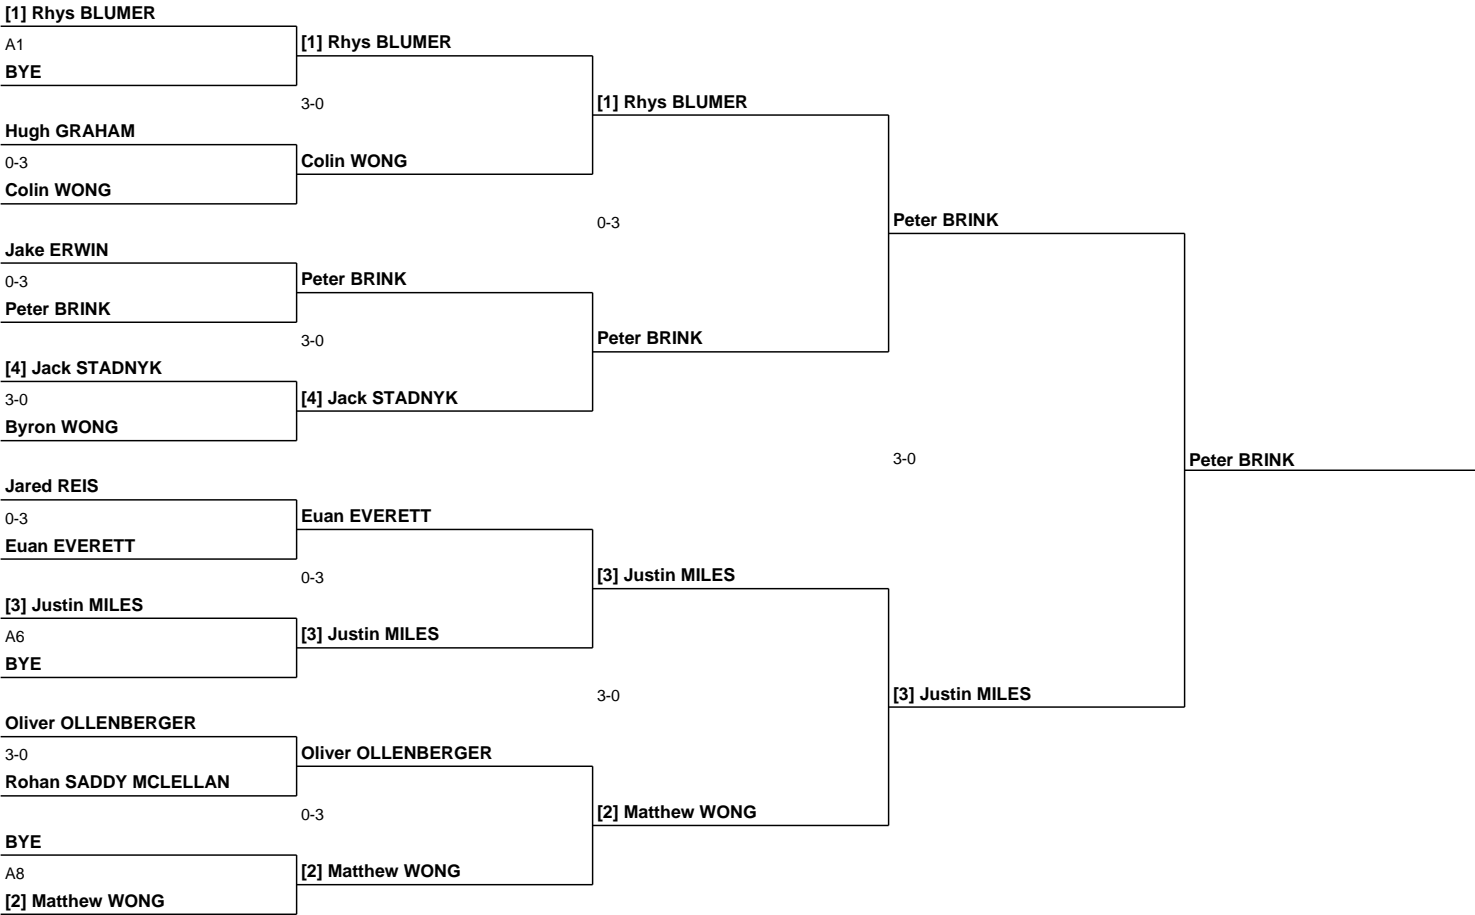 [1] Rhys BLUMER
A1
BYE
Hugh GRAHAM
0-3
Colin WONG
Jake ERWIN
0-3
Peter BRINK
[4] Jack STADNYK
3-0
Byron WONG
Jared REIS
0-3
Euan EVERETT
[3] Justin MILES
A6
BYE
Oliver OLLENBERGER
3-0
Rohan SADDY MCLELLAN
BYE
A8
[2] Matthew WONG
[1] Rhys BLUMER
3-0
Colin WONG
Peter BRINK
3-0
[4] Jack STADNYK
Euan EVERETT
0-3
[3] Justin MILES
Oliver OLLENBERGER
0-3
[2] Matthew WONG
[1] Rhys BLUMER
0-3
Peter BRINK
[3] Justin MILES
3-0
[2] Matthew WONG
Peter BRINK
3-0
[3] Justin MILES
Peter BRINK